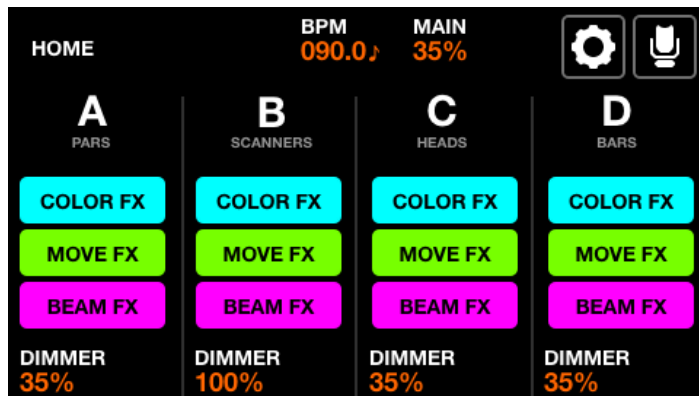 HOME
BPM MAIN
090.0♪ 35%
A B C D
PARS SCANNERS HEADS BARS
COLOR FX COLOR FX COLOR FX COLOR FX
MOVE FX MOVE FX MOVE FX MOVE FX
BEAM FX BEAM FX BEAM FX BEAM FX
DIMMER DIMMER DIMMER DIMMER
35% 100% 35% 35%